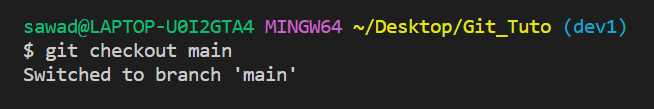 sawad@LAPTOP-U0I2GTA4 MINGW64 ~/Desktop/Git_Tuto (dev1)
$ git checkout main
Switched to branch 'main'